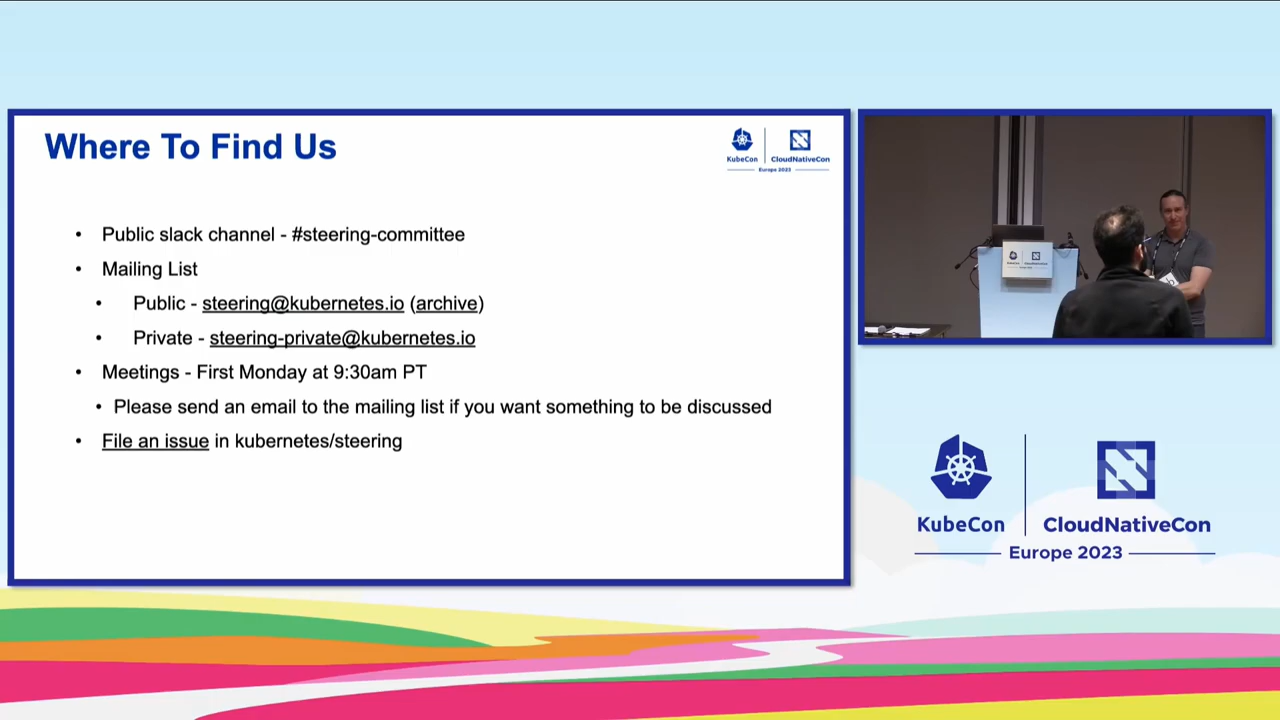 Where To Find Us
KubeCon
CloudNativeCon
Europe 2023
• Public slack channel - #steering-committee
• Mailing List
• Public - steering@kubernetes.io (archive)
• Private - steering-private@kubernetes.io
• Meetings - First Monday at 9:30am PT
• Please send an email to the mailing list if you want something to be discussed
• File an issue in kubernetes/steering
KubeCon
CloudNativeCon
Europe 2023